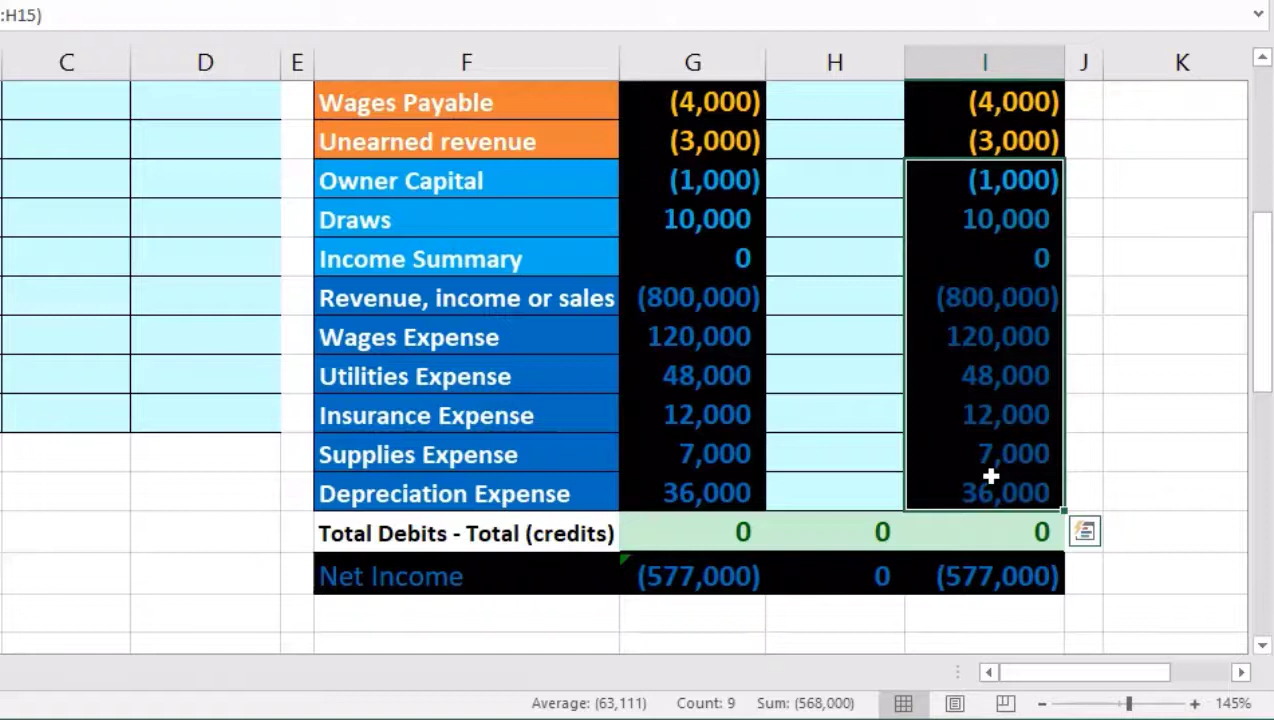 :H15)
C D E F G H I J K
Wages Payable (4,000) (4,000)
Unearned revenue (3,000) (3,000)
Owner Capital (1,000) (1,000)
Draws 10,000 10,000
Income Summary 0 0
Revenue, income or sales (800,000) (800,000)
Wages Expense 120,000 120,000
Utilities Expense 48,000 48,000
Insurance Expense 12,000 12,000
Supplies Expense 7,000 7,000
Depreciation Expense 36,000 36,000
Total Debits - Total (credits) 0 0 0
Net Income (577,000) 0 (577,000)
Average: (63,111) Count: 9 Sum: (568,000) 145%